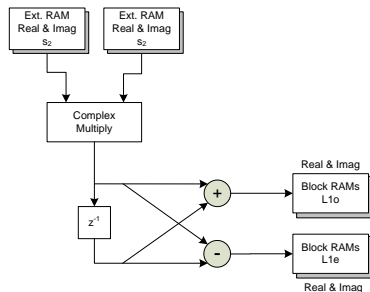 Ext. RAM
Real & Imag
s2
Ext. RAM
Real & Imag
s2
Complex
Multiply
z-1
+
-
Real & Imag
Block RAMs
L1o
Block RAMs
L1e
Real & Imag